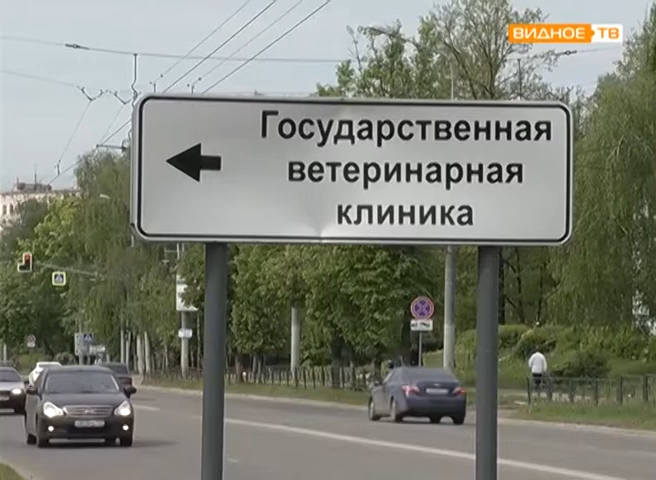 ВИДНОЕ ТВ
Государственная
ветеринарная
клиника